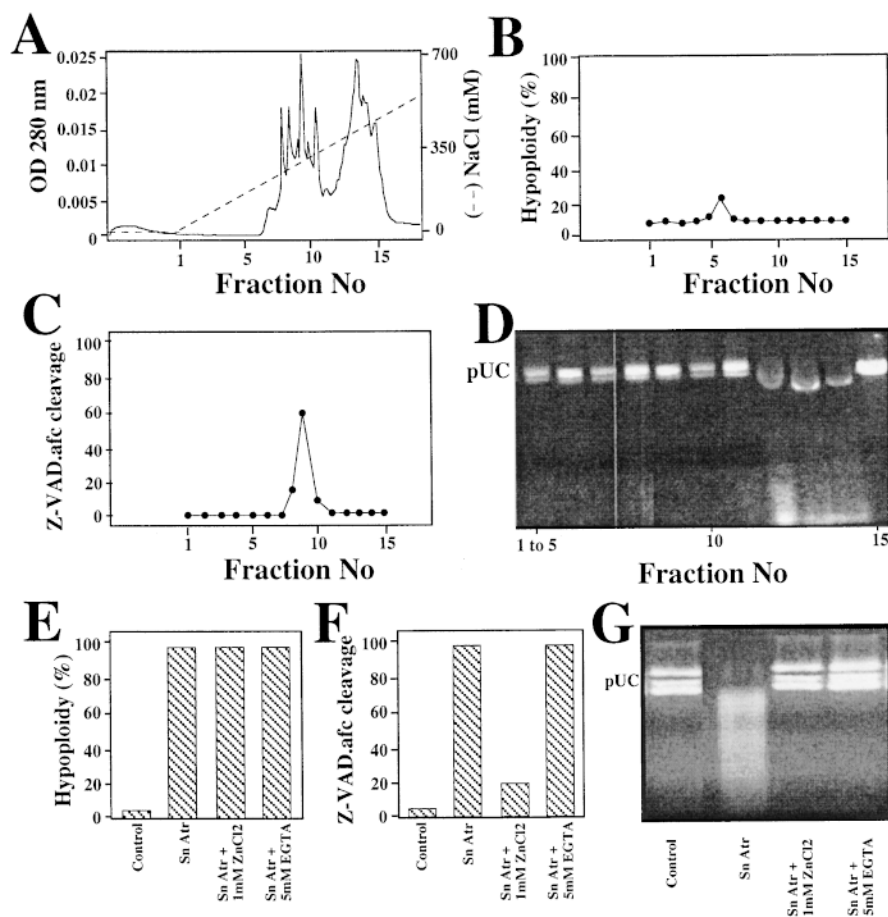 A
OD 280 nm
0.025
0.02
0.015
0.01
0.005
0
700
350
0
(- -) NaCl (mM)
1
5
10
15
Fraction No
B
Hypoploidy (%)
100
80
60
40
20
0
1
5
10
15
Fraction No
C
Z-VAD.afc cleavage
100
80
60
40
20
0
1
5
10
15
Fraction No
D
pUC
1 to 5
10
15
Fraction No
E
Hypoploidy (%)
100
80
60
40
20
0
Control
Sn Atr
Sn Atr +
1mM ZnCl2
Sn Atr +
5mM EGTA
F
Z-VAD.afc cleavage
100
80
60
40
20
0
Control
Sn Atr
Sn Atr +
1mM ZnCl2
Sn Atr +
5mM EGTA
G
pUC
Control
Sn Atr
Sn Atr +
1mM ZnCl2
Sn Atr +
5mM EGTA